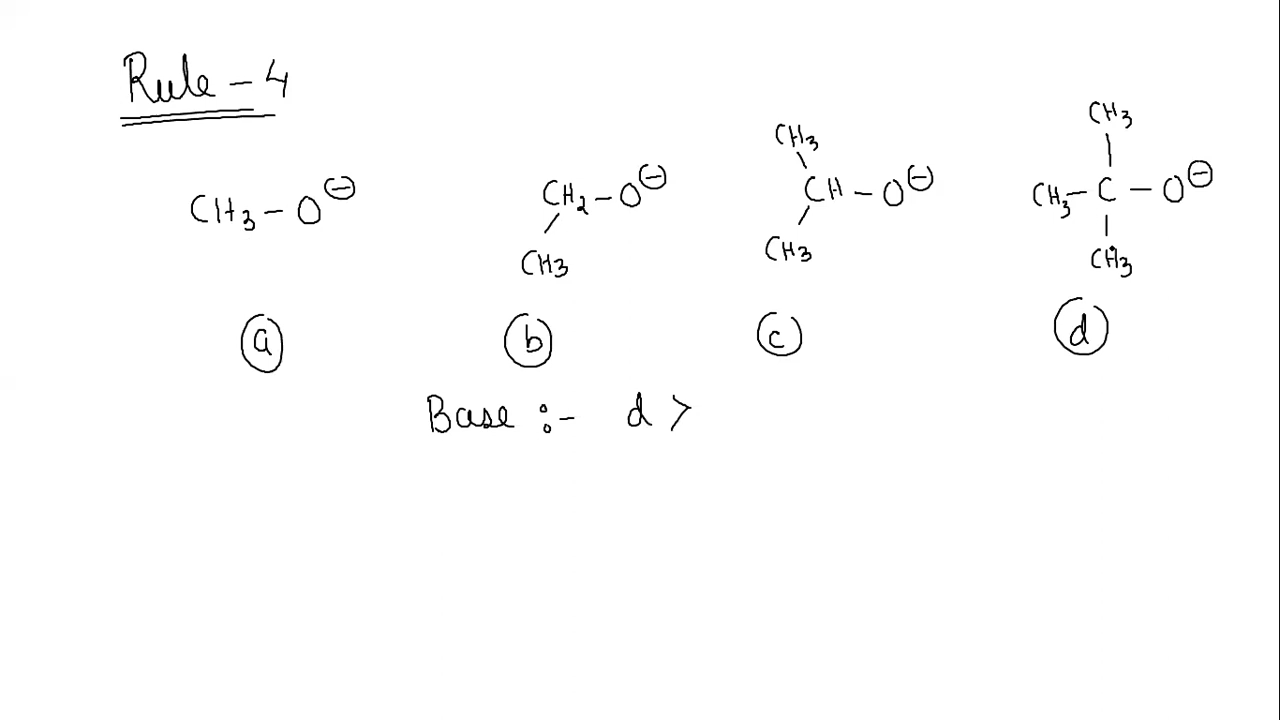 Rule - 4
CH3
CH3
CH3 - O⊖
CH2 - O⊖
CH - O⊖
CH3 - C - O⊖
CH3
CH3
CH3
a
b
c
d
Base :- d >